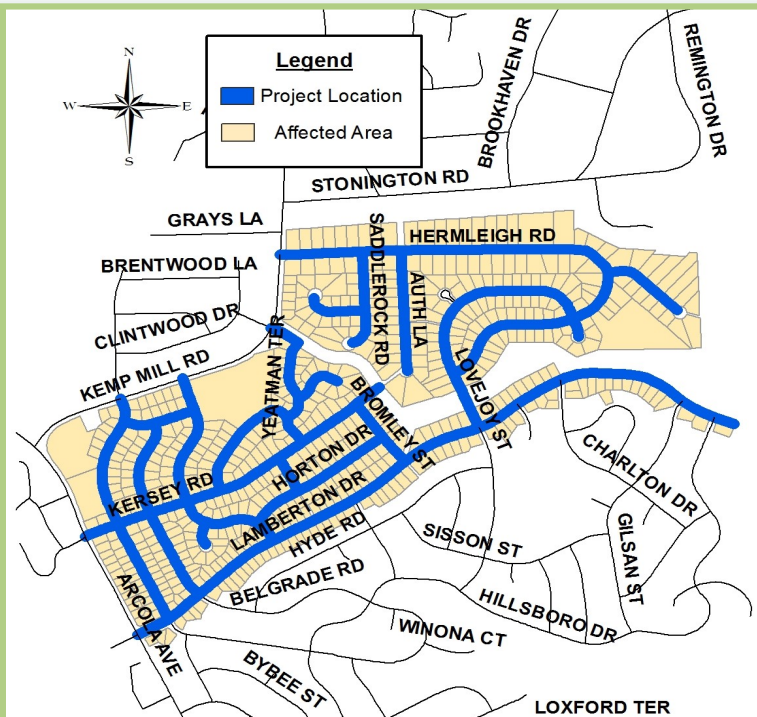 N
W E
S
Legend
Project Location
Affected Area
BROOKHAVEN DR
REMINGTON DR
STONINGTON RD
GRAYS LA
SADDLEROCK RD
HERMLEIGH RD
BRENTWOOD LA
AUTH LA
CLINTWOOD DR
YEATMAN TER
KEMP MILL RD
LOVEJOY ST
BROMLEY ST
HORTON DR
KERSEY RD
LAMBERTON DR
CHARLTON DR
HYDE RD
SISSON ST
GILSAN ST
BELGRADE RD
ARCOLA AVE
HILLSBORO DR
WINONA CT
BYBEE ST
LOXFORD TER